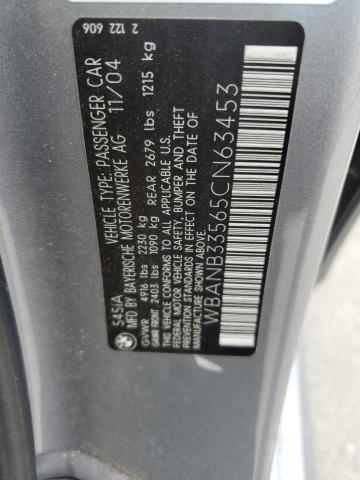 2 122 606
545iA
VEHICLE TYPE: PASSENGER CAR
MFD BY BAYERISCHE MOTORENWERKE AG 11/04
GVWR 4916 lbs 2230 kg
GAWR FRONT 2403 lbs 1090 kg REAR 2679 lbs 1215 kg
THIS VEHICLE CONFORMS TO ALL APPLICABLE U.S.
FEDERAL MOTOR VEHICLE SAFETY, BUMPER AND THEFT
PREVENTION STANDARDS IN EFFECT ON THE DATE
OF MANUFACTURE SHOWN ABOVE.
WBANB33565CN63453